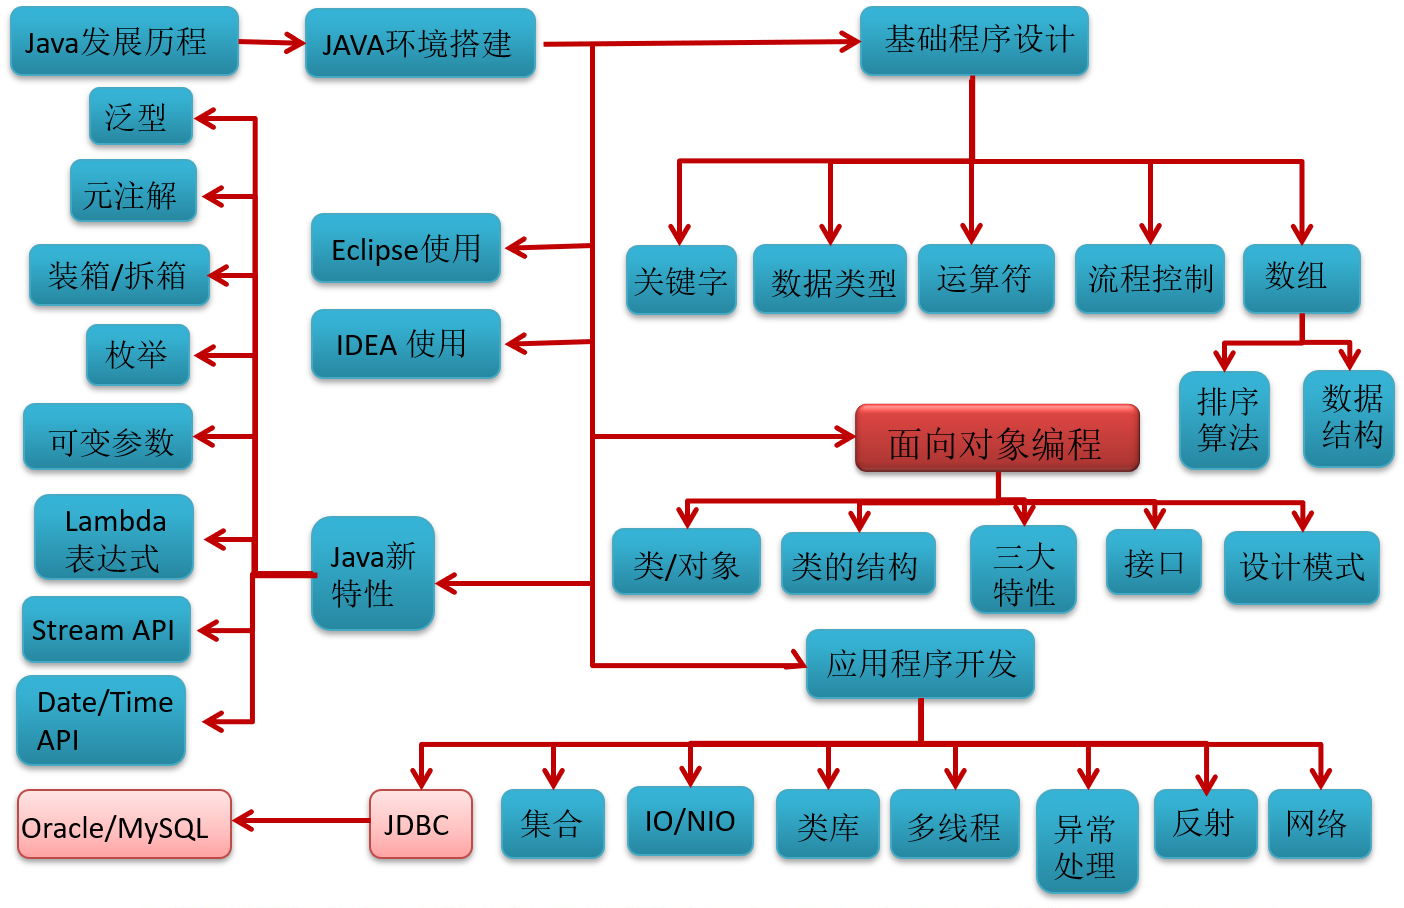 Java发展历程
JAVA环境搭建
基础程序设计
泛型
元注解
装箱/拆箱
枚举
可变参数
Lambda
表达式
Stream API
Date/Time
API
Eclipse使用
IDEA 使用
Java新
特性
关键字
数据类型
运算符
流程控制
数组
排序
算法
数据
结构
面向对象编程
类/对象
类的结构
三大
特性
接口
设计模式
应用程序开发
Oracle/MySQL
JDBC
集合
IO/NIO
类库
多线程
异常
处理
反射
网络